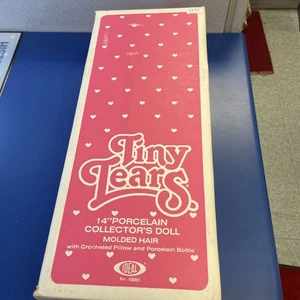 Tiny
Tears
14" PORCELAIN
COLLECTOR'S DOLL
MOLDED HAIR
with Crocheted Pillow and Porcelain Bottle
IDEAL